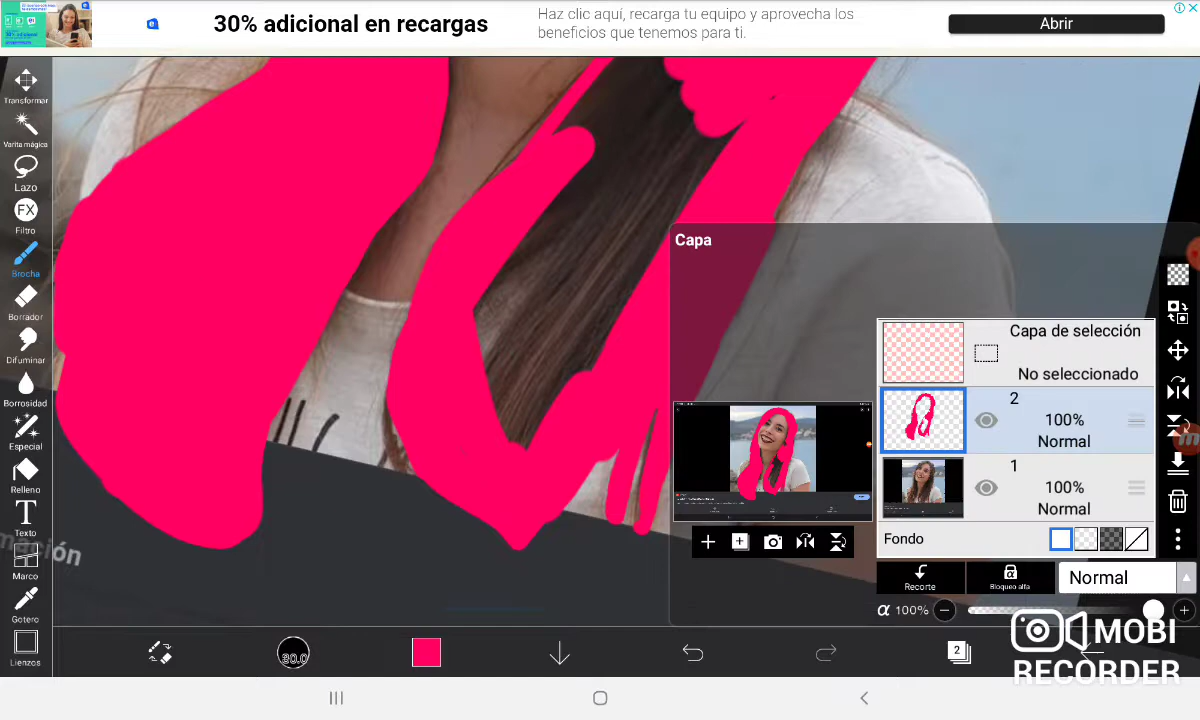 30% adicional en recargas
Haz clic aquí, recarga tu equipo y aprovecha los
beneficios que tenemos para ti.
Abrir
Transformar
Varita mágica
Lazo
FX
Filtro
Brocha
Borrador
Difuminar
Borrosidad
Especial
Relleno
Texto
Marco
Gotero
Lienzos
mación
Capa
Capa de selección
No seleccionado
2
100%
Normal
1
100%
Normal
Fondo
Recorte
Bloqueo alfa
Normal
α 100%
30.0
2
MOBI
RECORDER